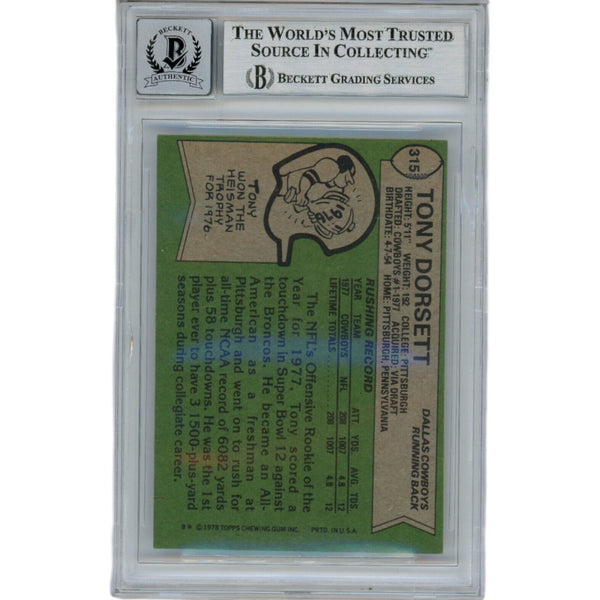 BECKETT
B
AUTHENTIC
THE WORLD'S MOST TRUSTED
SOURCE IN COLLECTING™
B BECKETT GRADING SERVICES
315
TONY DORSETT
DALLAS COWBOYS
RUNNING BACK
HEIGHT: 5'11" WEIGHT: 192 COLLEGE: PITTSBURGH
DRAFTED: COWBOYS #1-1977 ACQUIRED: VIA DRAFT
BIRTHDATE: 4-7-54 HOME: PITTSBURGH, PENNSYLVANIA
RUSHING RECORD
YEAR TEAM ATT. YDS. AVG. TDS.
1977 COWBOYS NFL 208 1007 4.8 12
LIFETIME TOTALS 208 1007 4.8 12
The NFL's Offensive Rookie of the
Year for 1977, Tony scored a
touchdown in Super Bowl 12 against
the Broncos. He became an All-
American as a freshman at
Pittsburgh and went on to rush for
all-time NCAA record of 6082 yards
plus 58 touchdowns. He was the 1st
player ever to have 3 1500-plus-yard
seasons during collegiate career.
1976
TONY
WON THE
HEISMAN
TROPHY
FOR 1976.
©1978 TOPPS CHEWING GUM INC. PRTD. IN U.S.A.